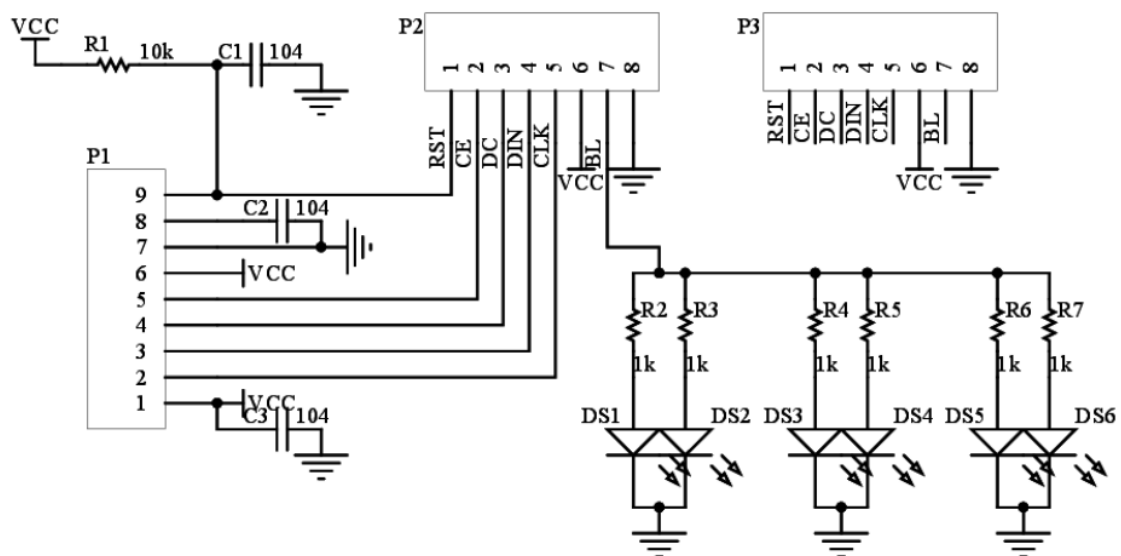 VCC
R1 10k C1 104
P2
1 2 3 4 5 6 7 8
RST CE DC DIN CLK BL
VCC
P3
1 2 3 4 5 6 7 8
RST CE DC DIN CLK BL
VCC
P1
9
8
7
6
5
4
3
2
1
C2 104
VCC
VCC
C3 104
R2 R3 R4 R5 R6 R7
1k 1k 1k 1k 1k 1k
DS1 DS2 DS3 DS4 DS5 DS6